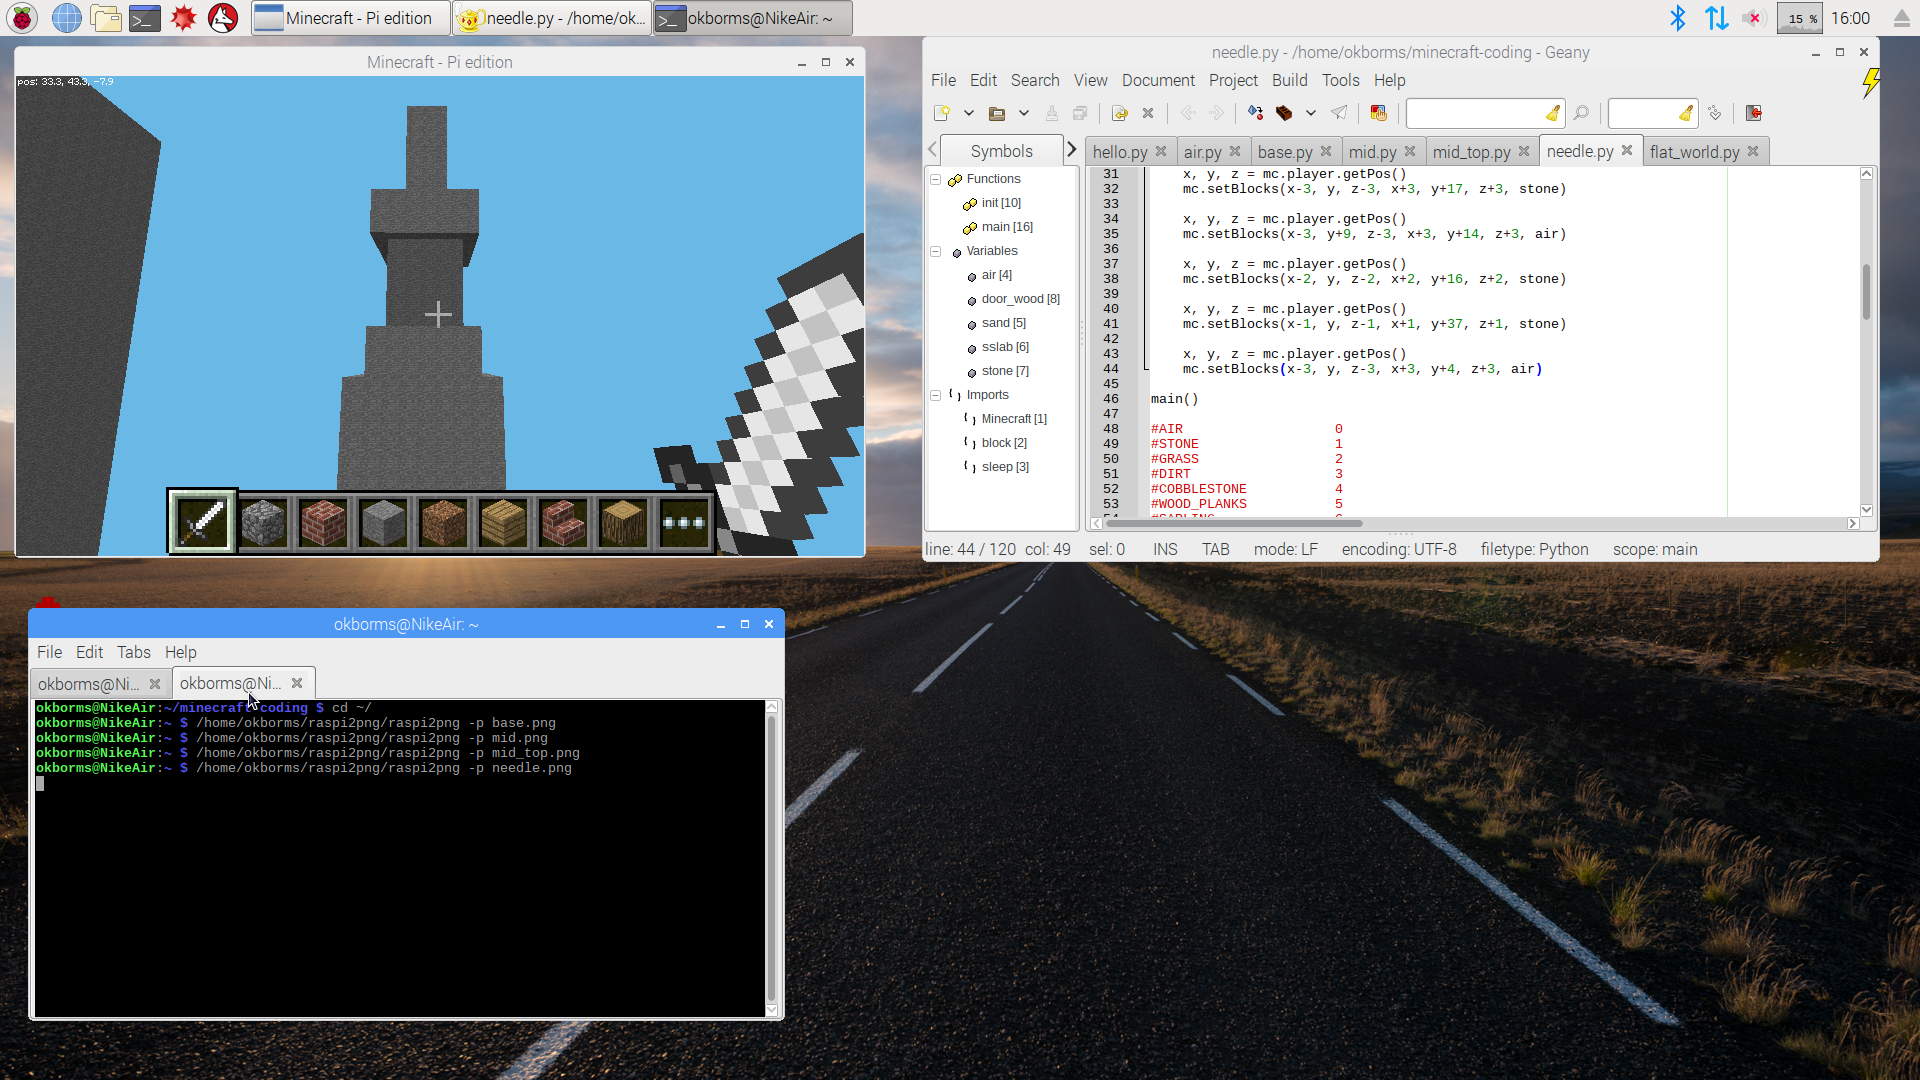 Minecraft - Pi edition
needle.py - /home/ok...
okborms@NikeAir: ~
15 %
16:00
Minecraft - Pi edition
pos: 33.3, 43.3, -7.9
needle.py - /home/okborms/minecraft-coding - Geany
File Edit Search View Document Project Build Tools Help
Symbols
hello.py air.py base.py mid.py mid_top.py needle.py flat_world.py
Functions
init [10]
main [16]
Variables
air [4]
door_wood [8]
sand [5]
sslab [6]
stone [7]
Imports
Minecraft [1]
block [2]
sleep [3]
31 x, y, z = mc.player.getPos()
32 mc.setBlocks(x-3, y, z-3, x+3, y+17, z+3, stone)
33
34 x, y, z = mc.player.getPos()
35 mc.setBlocks(x-3, y+9, z-3, x+3, y+14, z+3, air)
36
37 x, y, z = mc.player.getPos()
38 mc.setBlocks(x-2, y, z-2, x+2, y+16, z+2, stone)
39
40 x, y, z = mc.player.getPos()
41 mc.setBlocks(x-1, y, z-1, x+1, y+37, z+1, stone)
42
43 x, y, z = mc.player.getPos()
44 mc.setBlocks(x-3, y, z-3, x+3, y+4, z+3, air)
45
46 main()
47
48 #AIR 0
49 #STONE 1
50 #GRASS 2
51 #DIRT 3
52 #COBBLESTONE 4
53 #WOOD_PLANKS 5
54 #SAPLING 6
line: 44 / 120 col: 49 sel: 0 INS TAB mode: LF encoding: UTF-8 filetype: Python scope: main
okborms@NikeAir: ~
File Edit Tabs Help
okborms@Ni... okborms@Ni...
okborms@NikeAir:~/minecraft-coding $ cd ~/
okborms@NikeAir:~ $ /home/okborms/raspi2png/raspi2png -p base.png
okborms@NikeAir:~ $ /home/okborms/raspi2png/raspi2png -p mid.png
okborms@NikeAir:~ $ /home/okborms/raspi2png/raspi2png -p mid_top.png
okborms@NikeAir:~ $ /home/okborms/raspi2png/raspi2png -p needle.png